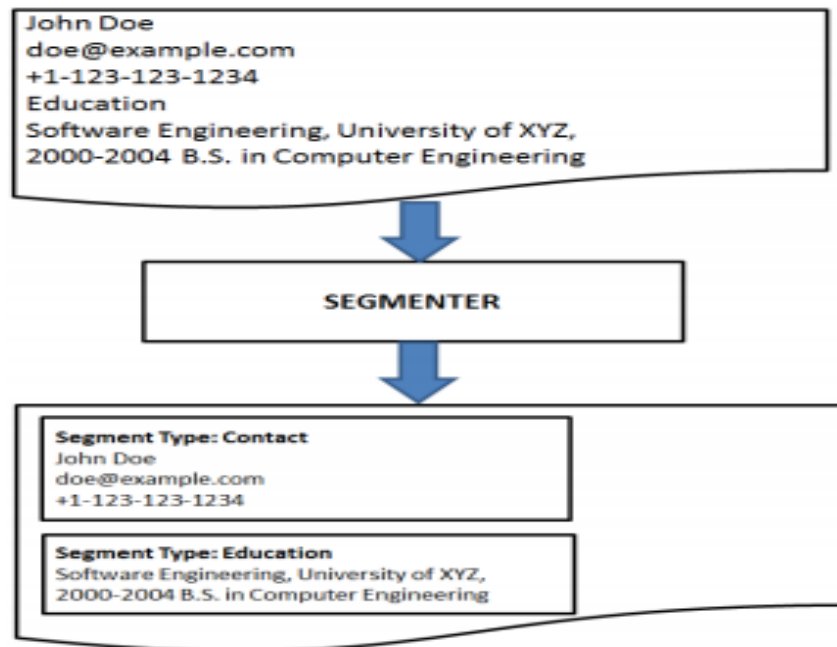 John Doe
doe@example.com
+1-123-123-1234
Education
Software Engineering, University of XYZ,
2000-2004 B.S. in Computer Engineering
SEGMENTER
Segment Type: Contact
John Doe
doe@example.com
+1-123-123-1234
Segment Type: Education
Software Engineering, University of XYZ,
2000-2004 B.S. in Computer Engineering